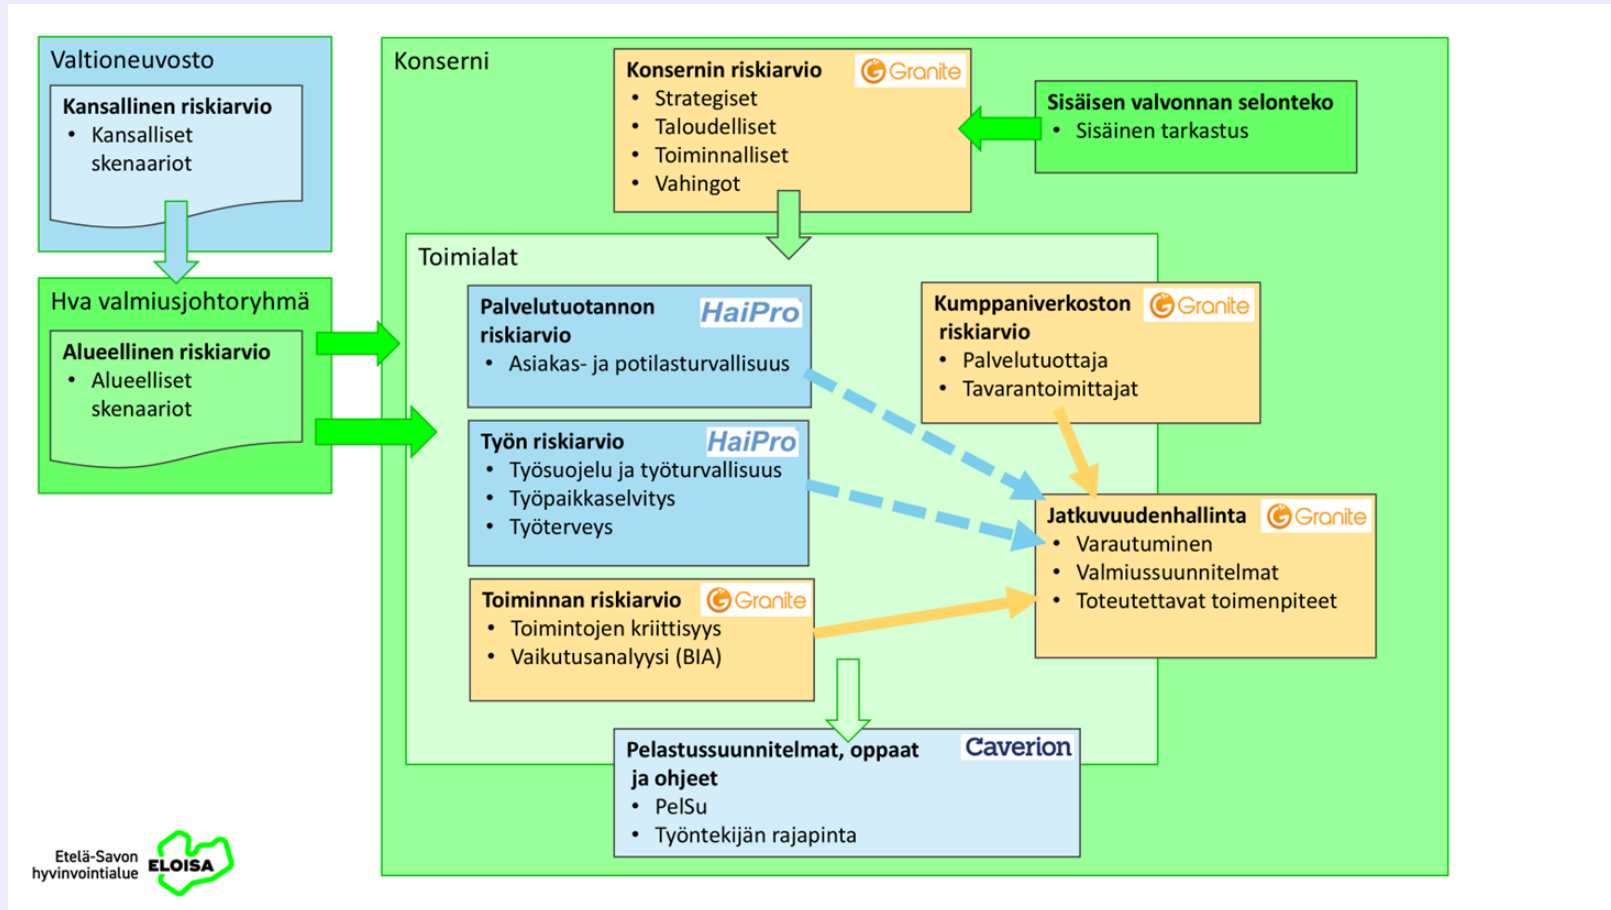 Valtioneuvosto
Kansallinen riskiarvio
• Kansalliset
skenaariot
Hva valmiusjohtoryhmä
Alueellinen riskiarvio
• Alueelliset
skenaariot
Konserni
Konsernin riskiarvio
Granite
• Strategiset
• Taloudelliset
• Toiminnalliset
• Vahingot
Sisäisen valvonnan selonteko
• Sisäinen tarkastus
Toimialat
Palvelutuotannon
riskiarvio
HaiPro
• Asiakas- ja potilasturvallisuus
Kumppaniverkoston
riskiarvio
Granite
• Palvelutuottaja
• Tavarantoimittajat
Työn riskiarvio
HaiPro
• Työsuojelu ja työturvallisuus
• Työpaikkaselvitys
• Työterveys
Jatkuvuudenhallinta
Granite
• Varautuminen
• Valmiussuunnitelmat
• Toteutettavat toimenpiteet
Toiminnan riskiarvio
Granite
• Toimintojen kriittisyys
• Vaikutusanalyysi (BIA)
Pelastussuunnitelmat, oppaat
ja ohjeet
Caverion
• PelSu
• Työntekijän rajapinta
Etelä-Savon
hyvinvointialue
ELOISA